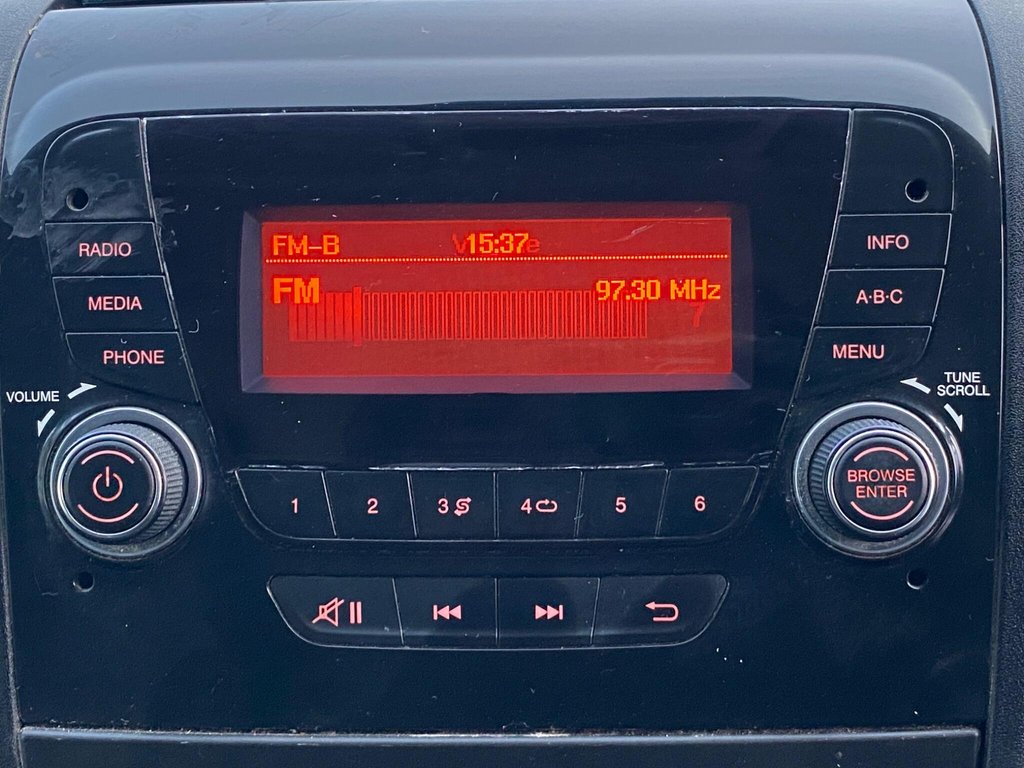 RADIO
MEDIA
PHONE
VOLUME
FM-B 15:37
FM 97.30 MHz
7
INFO
A·B·C
MENU
TUNE
SCROLL
BROWSE
ENTER
1 2 3 4 5 6